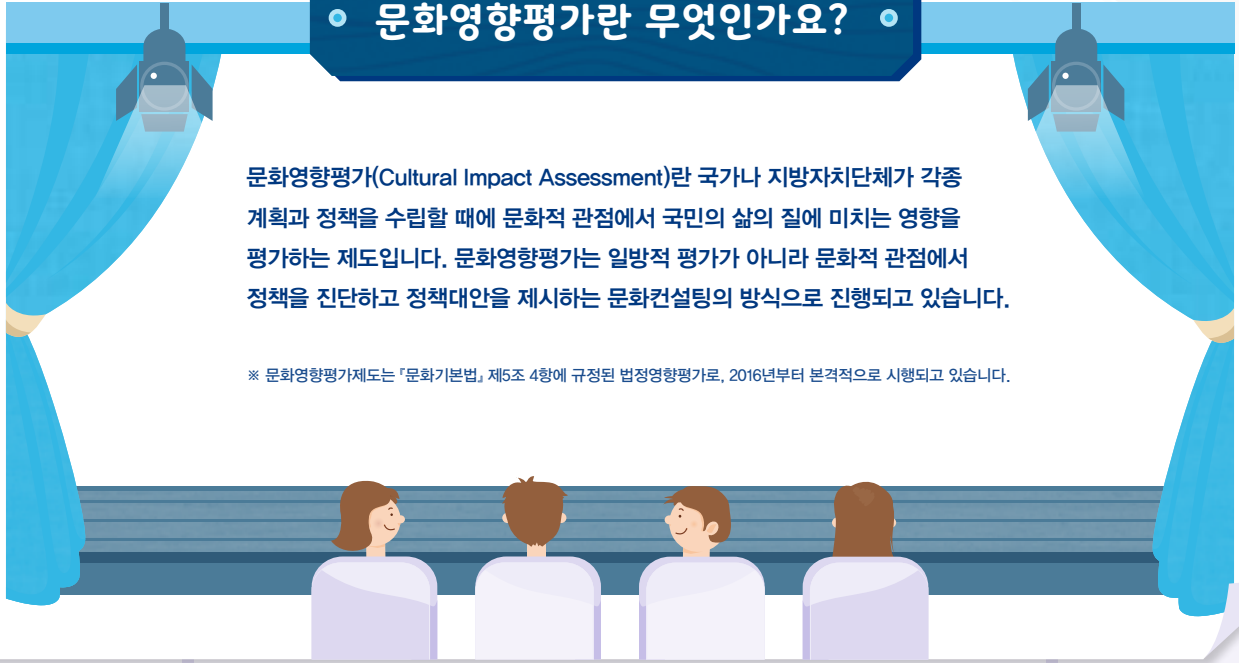 문화영향평가란 무엇인가요?
문화영향평가(Cultural Impact Assessment)란 국가나 지방자치단체가 각종
계획과 정책을 수립할 때에 문화적 관점에서 국민의 삶의 질에 미치는 영향을
평가하는 제도입니다. 문화영향평가는 일방적 평가가 아니라 문화적 관점에서
정책을 진단하고 정책대안을 제시하는 문화컨설팅의 방식으로 진행되고 있습니다.
※ 문화영향평가제도는 『문화기본법』 제5조 4항에 규정된 법정영향평가로, 2016년부터 본격적으로 시행되고 있습니다.